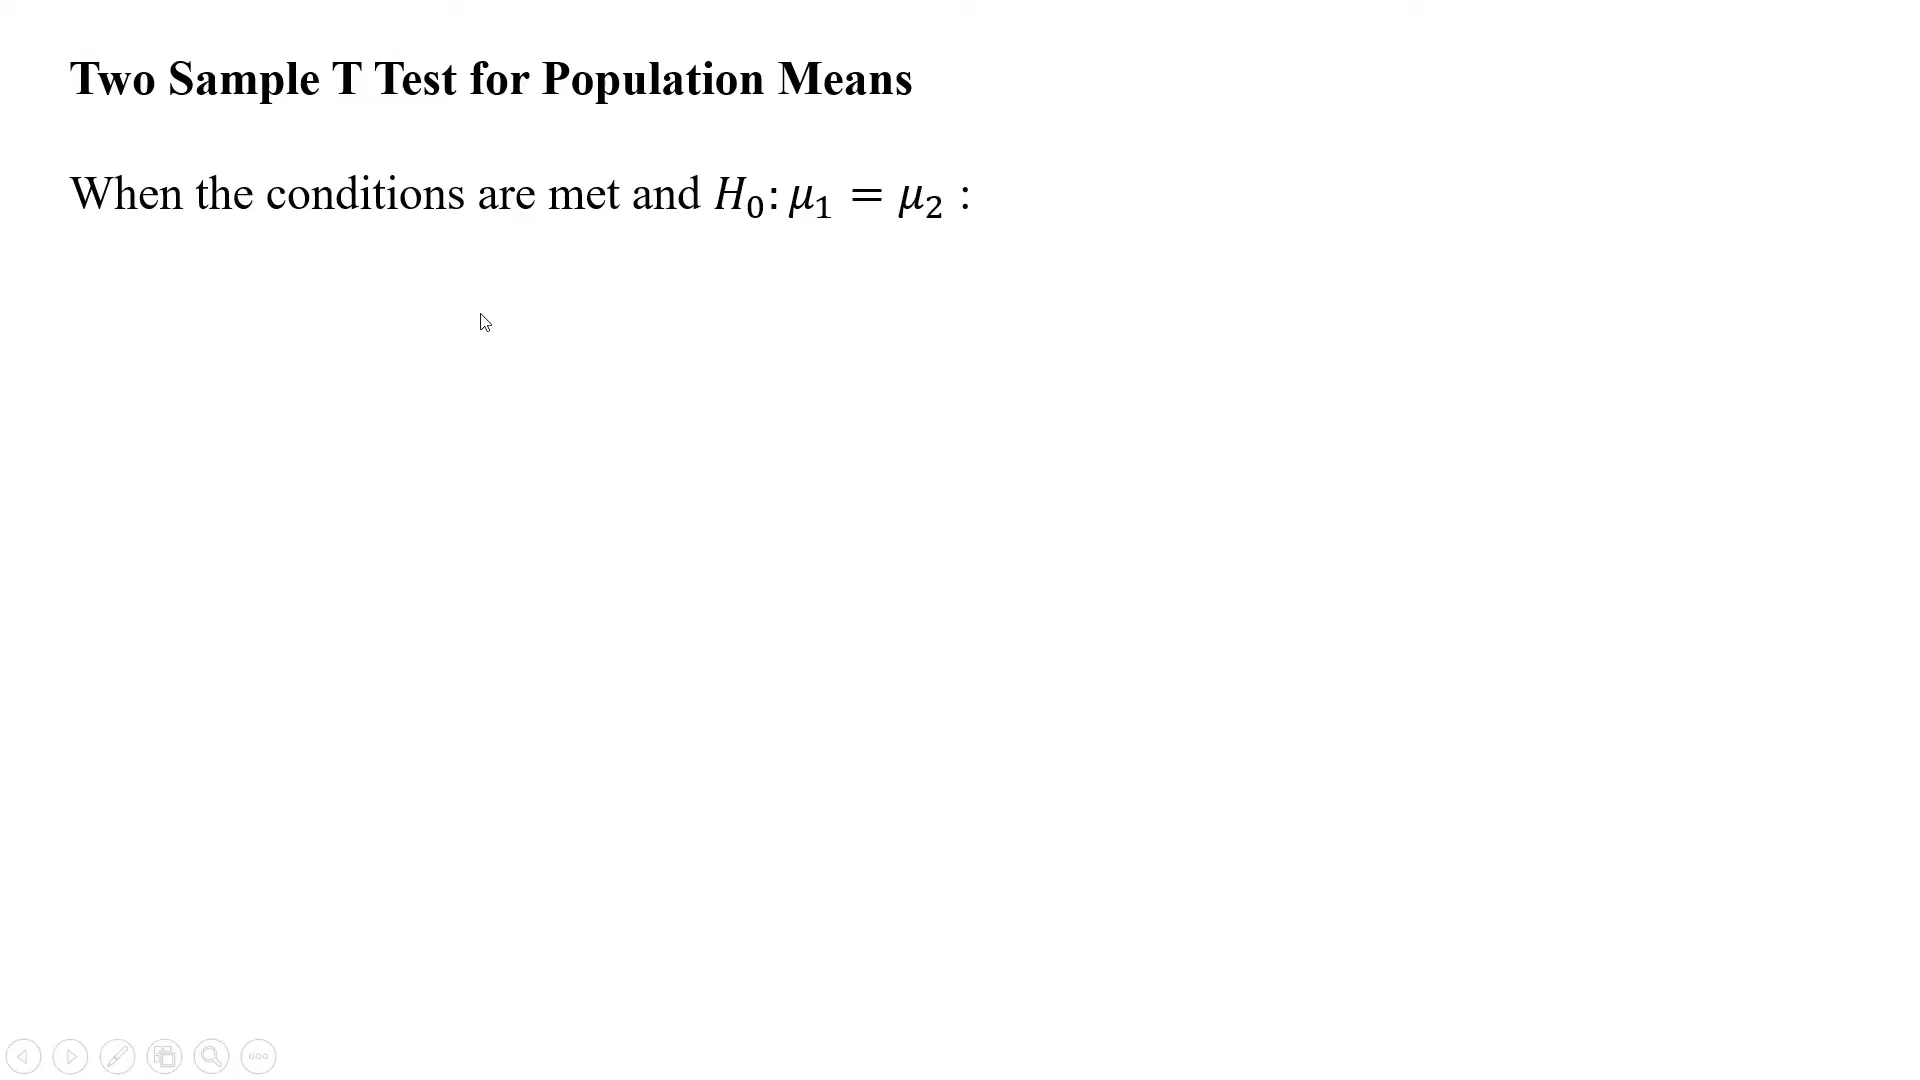 Two Sample T Test for Population Means
When the conditions are met and H₀: μ₁ = μ₂ :